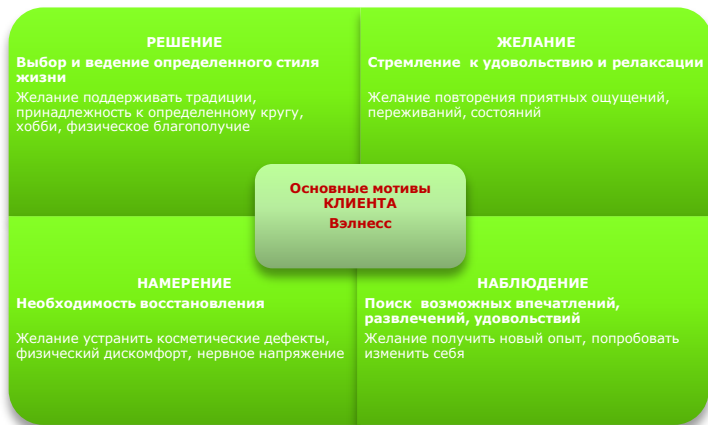 РЕШЕНИЕ
Выбор и ведение определенного стиля
жизни
Желание поддерживать традиции,
принадлежность к определенному кругу,
хобби, физическое благополучие
ЖЕЛАНИЕ
Стремление к удовольствию и релаксации
Желание повторения приятных ощущений,
переживаний, состояний
Основные мотивы
КЛИЕНТА
Вэлнесс
НАМЕРЕНИЕ
Необходимость восстановления
Желание устранить косметические дефекты,
физический дискомфорт, нервное напряжение
НАБЛЮДЕНИЕ
Поиск возможных впечатлений,
развлечений, удовольствий
Желание получить новый опыт, попробовать
изменить себя